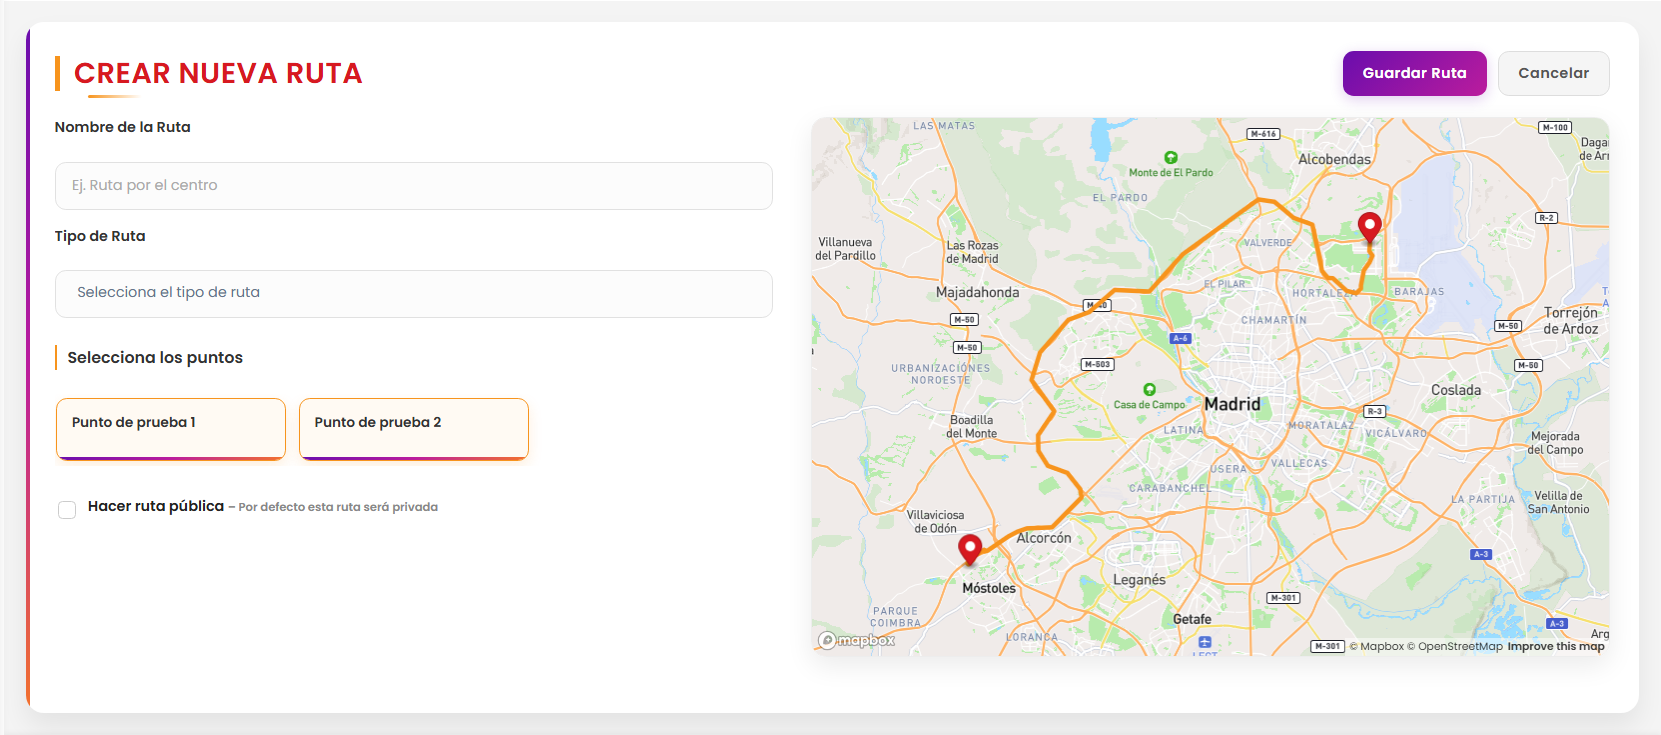 CREAR NUEVA RUTA
Guardar Ruta
Cancelar
Nombre de la Ruta
Ej. Ruta por el centro
Tipo de Ruta
Selecciona el tipo de ruta
Selecciona los puntos
Punto de prueba 1
Punto de prueba 2
Hacer ruta pública – Por defecto esta ruta será privada
LAS MATAS
M-616
M-100
Alcobendas
Monte de El Pardo
EL PARDO
R-2
Villanueva
del Pardillo
Las Rozas
de Madrid
VALVERDE
Majadahonda
EL PILAR
HORTALEZA
BARAJAS
M-40
M-50
CHAMARTÍN
Torrejón
de Ardoz
M-50
A-6
M-50
M-503
M-50
URBANIZACIONES
NOROESTE
Coslada
Casa de Campo
Madrid
R-3
Boadilla
del Monte
LATINA
MORATALAZ
VICÁLVARO
Mejorada
del Campo
USERA
VALLECAS
CARABANCHEL
LA PARTIJA
Velilla de
San Antonio
Villaviciosa
de Odón
Alcorcón
A-3
Móstoles
Leganés
M-301
PARQUE
COIMBRA
Getafe
A-3
LORANCA
mapbox
M-301
© Mapbox © OpenStreetMap Improve this map